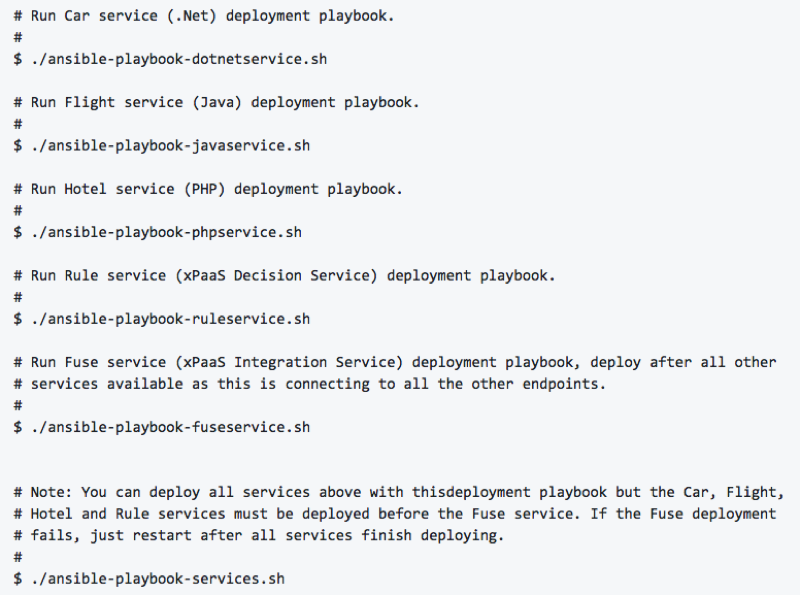 # Run Car service (.Net) deployment playbook.
#
$ ./ansible-playbook-dotnetservice.sh
# Run Flight service (Java) deployment playbook.
#
$ ./ansible-playbook-javaservice.sh
# Run Hotel service (PHP) deployment playbook.
#
$ ./ansible-playbook-phpservice.sh
# Run Rule service (xPaaS Decision Service) deployment playbook.
#
$ ./ansible-playbook-ruleservice.sh
# Run Fuse service (xPaaS Integration Service) deployment playbook, deploy after all other
# services available as this is connecting to all the other endpoints.
#
$ ./ansible-playbook-fuseservice.sh
# Note: You can deploy all services above with thisdeployment playbook but the Car, Flight,
# Hotel and Rule services must be deployed before the Fuse service. If the Fuse deployment
# fails, just restart after all services finish deploying.
#
$ ./ansible-playbook-services.sh